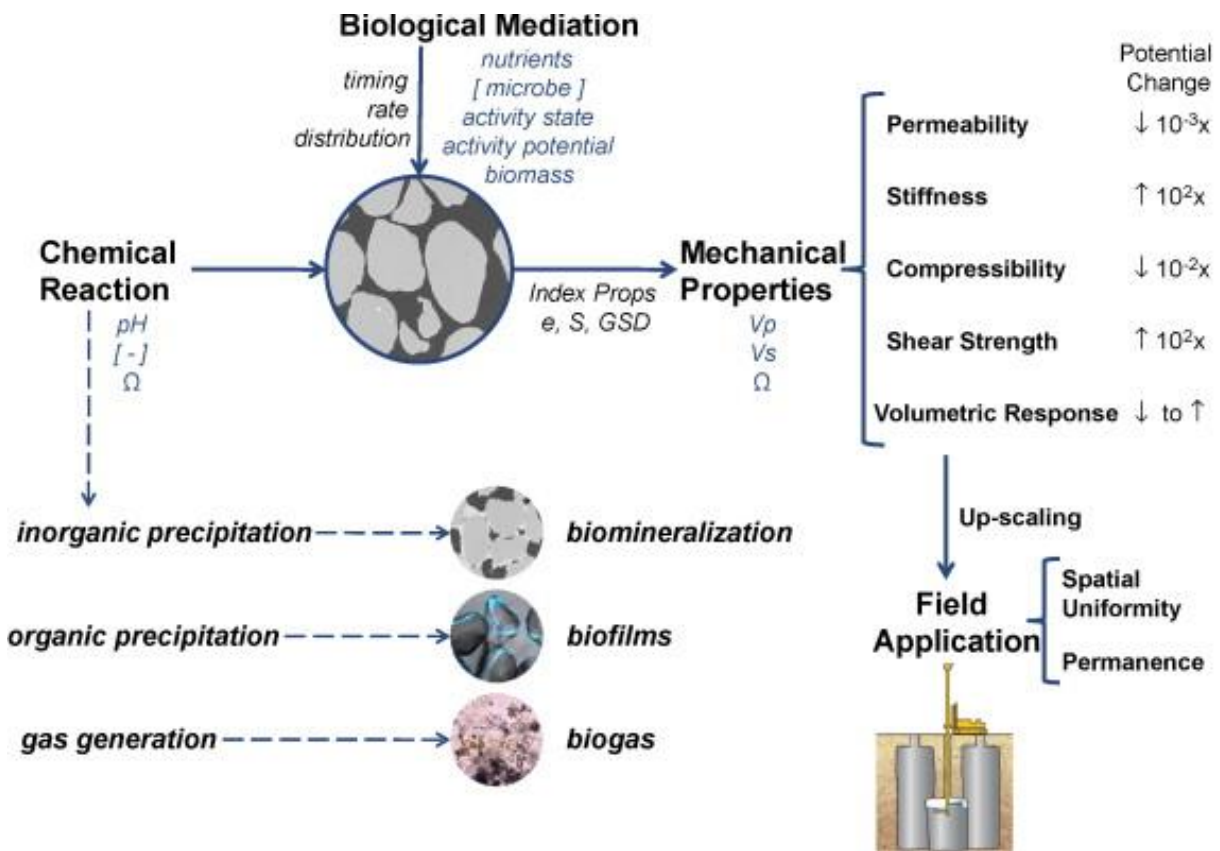 Biological Mediation
nutrients
[ microbe ]
activity state
activity potential
biomass
timing
rate
distribution
Chemical
Reaction
pH
[ - ]
Ω
Index Props
e, S, GSD
Mechanical
Properties
Vp
Vs
Ω
Potential
Change
Permeability ↓ 10⁻³x
Stiffness ↑ 10²x
Compressibility ↓ 10⁻²x
Shear Strength ↑ 10²x
Volumetric Response ↓ to ↑
inorganic precipitation
biomineralization
organic precipitation
biofilms
gas generation
biogas
Up-scaling
Field
Application
Spatial
Uniformity
Permanence